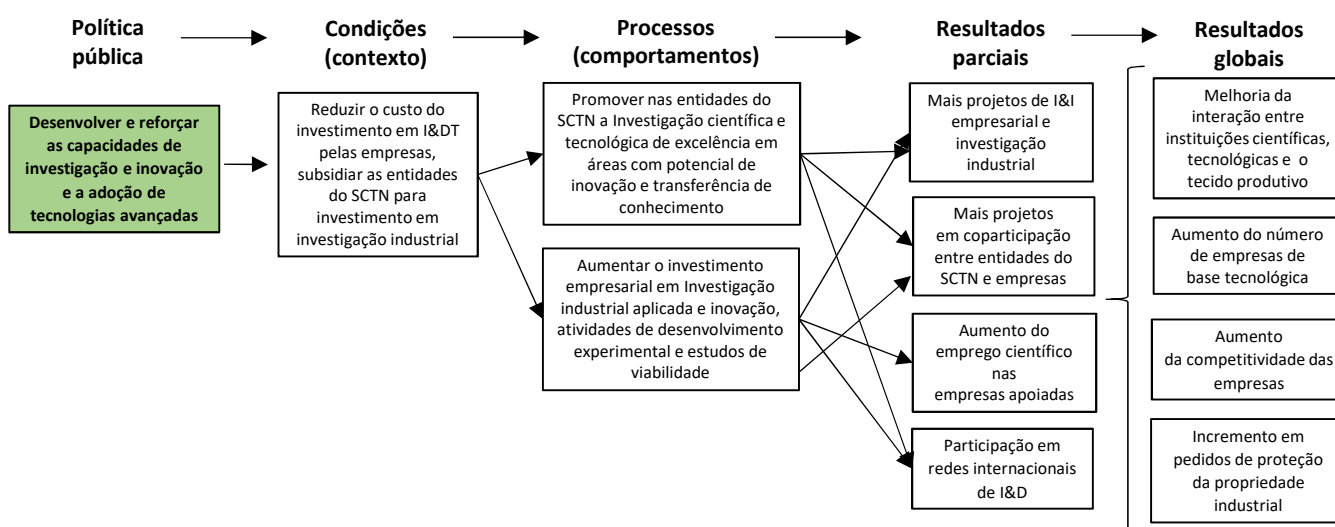 Política
pública
Condições
(contexto)
Processos
(comportamentos)
Resultados
parciais
Resultados
globais
Desenvolver e reforçar
as capacidades de
investigação e inovação
e a adoção de
tecnologias avançadas
Reduzir o custo do
investimento em I&DT
pelas empresas,
subsidiar as entidades
do SCTN para
investimento em
investigação industrial
Promover nas entidades do
SCTN a Investigação científica e
tecnológica de excelência em
áreas com potencial de
inovação e transferência de
conhecimento
Aumentar o investimento
empresarial em Investigação
industrial aplicada e inovação,
atividades de desenvolvimento
experimental e estudos de
viabilidade
Mais projetos de I&I
empresarial e
investigação
industrial
Mais projetos
em coparticipação
entre entidades do
SCTN e empresas
Aumento do
emprego científico
nas
empresas apoiadas
Participação em
redes internacionais
de I&D
Melhoria da
interação entre
instituições científicas,
tecnológicas e o
tecido produtivo
Aumento do número
de empresas de
base tecnológica
Aumento
da competitividade das
empresas
Incremento em
pedidos de proteção
da propriedade
industrial